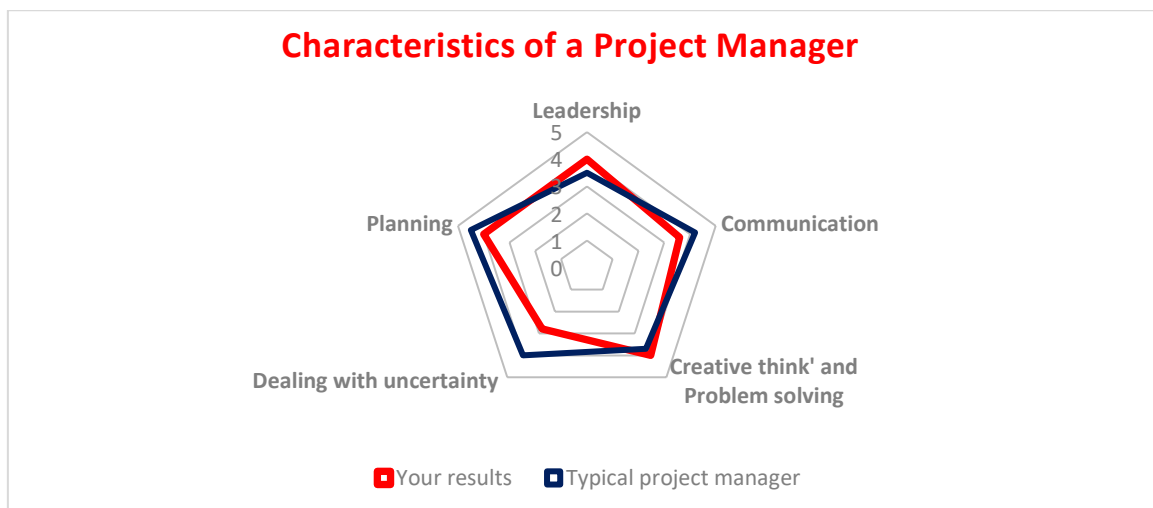 Characteristics of a Project Manager
Leadership
5
4
3
2
1
0
Planning
Communication
Dealing with uncertainty
Creative think' and
Problem solving
Your results
Typical project manager